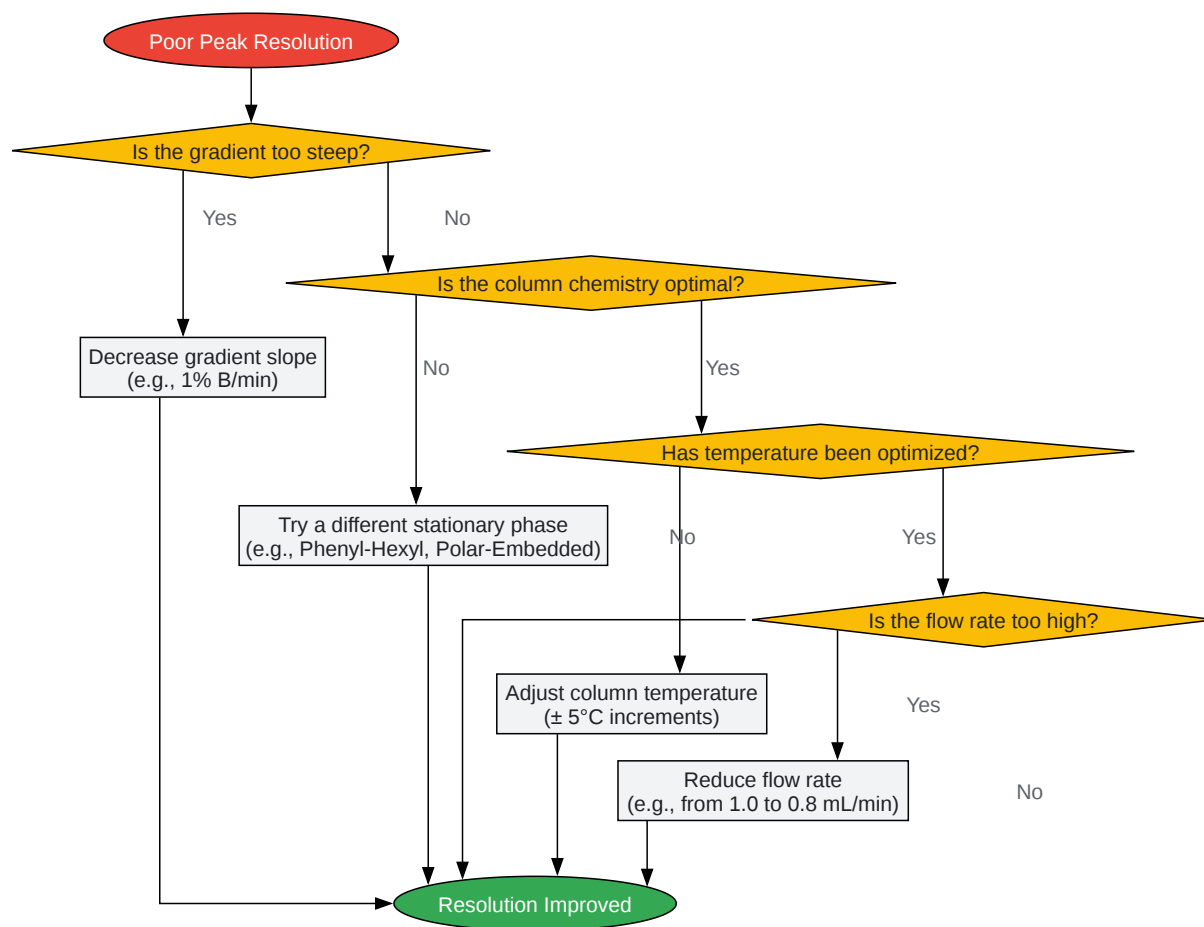 Poor Peak Resolution
Is the gradient too steep?
Yes
No
Is the column chemistry optimal?
Decrease gradient slope
(e.g., 1% B/min)
No
Yes
Has temperature been optimized?
Try a different stationary phase
(e.g., Phenyl-Hexyl, Polar-Embedded)
No
Yes
Is the flow rate too high?
Adjust column temperature
(± 5°C increments)
Yes
Reduce flow rate
(e.g., from 1.0 to 0.8 mL/min)
No
Resolution Improved